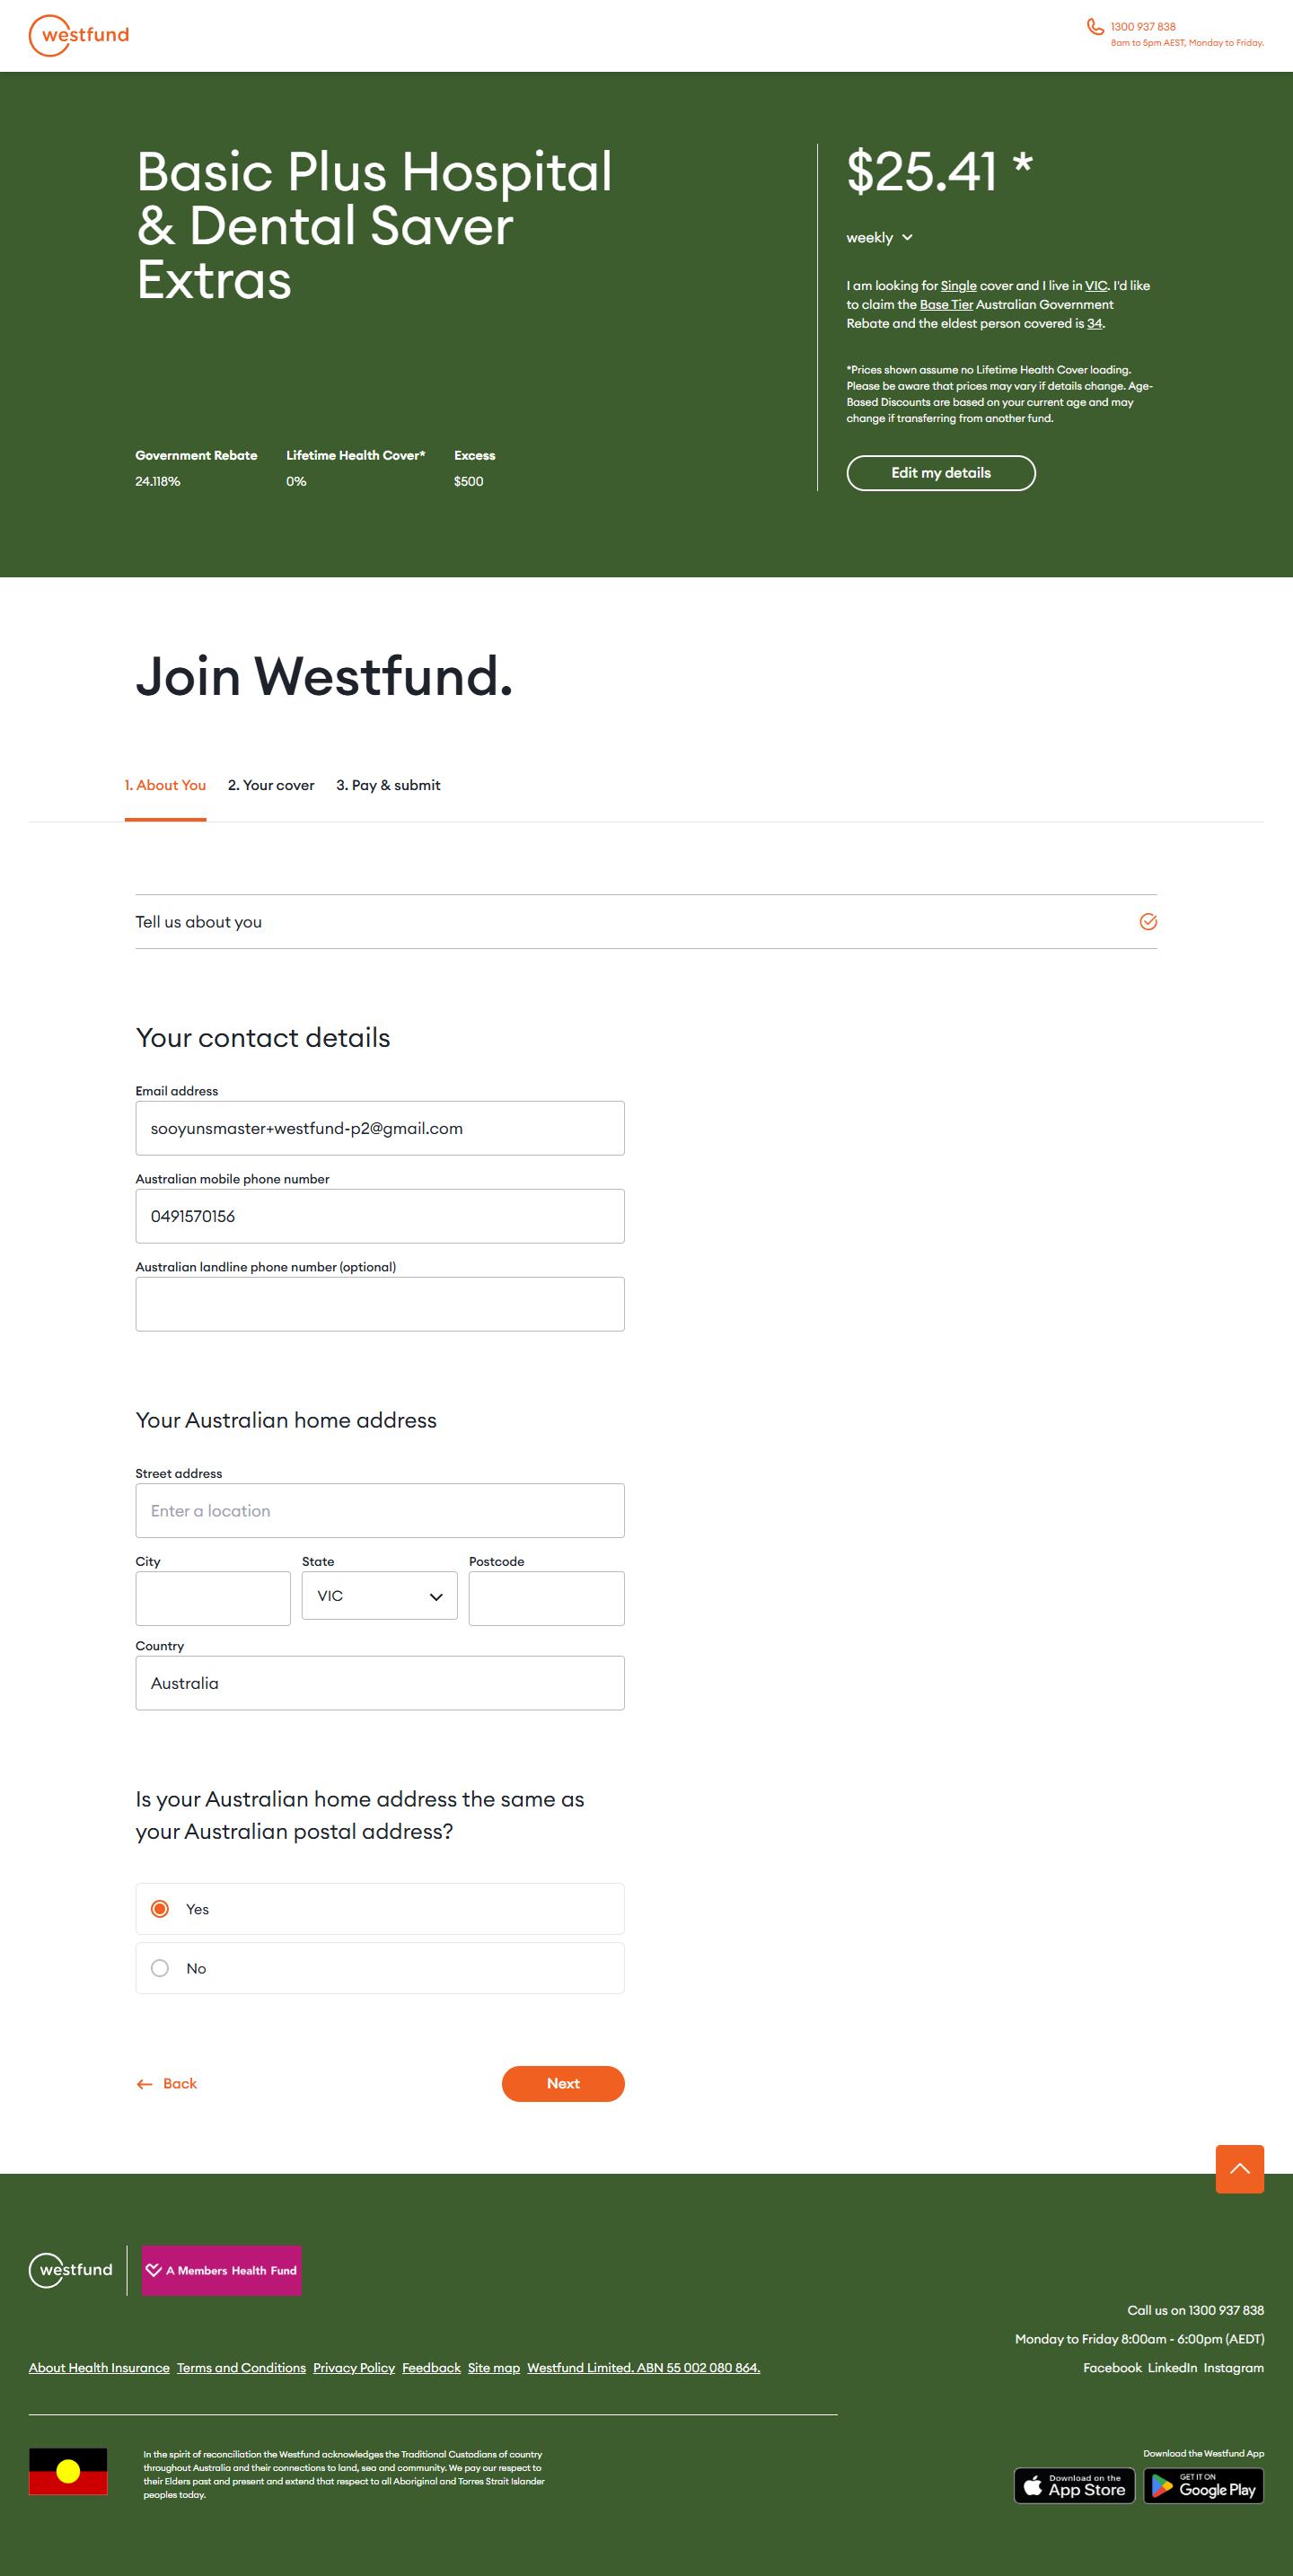 westfund
1300 937 838
8am to 5pm AEST, Monday to Friday.
Basic Plus Hospital
& Dental Saver
Extras
Government Rebate
24.118%
Lifetime Health Cover*
0%
Excess
$500
$25.41 *
weekly
I am looking for Single cover and I live in VIC. I'd like
to claim the Base Tier Australian Government
Rebate and the eldest person covered is 34.
*Prices shown assume no Lifetime Health Cover loading.
Please be aware that prices may vary if details change. Age-
Based Discounts are based on your current age and may
change if transferring from another fund.
Edit my details
Join Westfund.
1. About You
2. Your cover
3. Pay & submit
Tell us about you
Your contact details
Email address
sooyunsmaster+westfund-p2@gmail.com
Australian mobile phone number
0491570156
Australian landline phone number (optional)
Your Australian home address
Street address
Enter a location
City
State
Postcode
VIC
Country
Australia
Is your Australian home address the same as
your Australian postal address?
Yes
No
Back
Next
westfund
A Members Health Fund
Call us on 1300 937 838
Monday to Friday 8:00am - 6:00pm (AEDT)
Facebook LinkedIn Instagram
About Health Insurance Terms and Conditions Privacy Policy Feedback Site map Westfund Limited. ABN 55 002 080 864.
In the spirit of reconciliation the Westfund acknowledges the Traditional Custodians of country
throughout Australia and their connections to land, sea and community. We pay our respect to
their Elders past and present and extend that respect to all Aboriginal and Torres Strait Islander
peoples today.
Download the Westfund App
Download on the
App Store
GET IT ON
Google Play